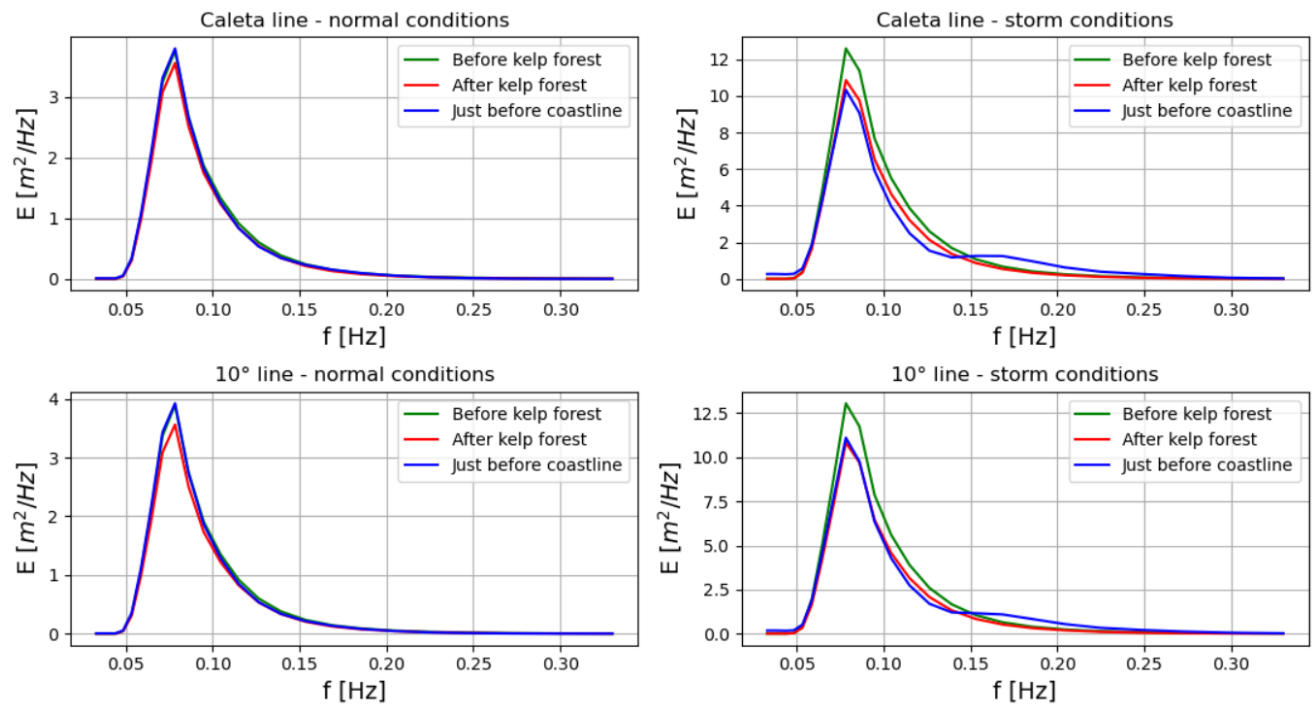 Caleta line - normal conditions
E [m²/Hz]
3
2
1
0
Before kelp forest
After kelp forest
Just before coastline
0.05 0.10 0.15 0.20 0.25 0.30
f [Hz]
Caleta line - storm conditions
E [m²/Hz]
12
10
8
6
4
2
0
Before kelp forest
After kelp forest
Just before coastline
0.05 0.10 0.15 0.20 0.25 0.30
f [Hz]
10° line - normal conditions
E [m²/Hz]
4
3
2
1
0
Before kelp forest
After kelp forest
Just before coastline
0.05 0.10 0.15 0.20 0.25 0.30
f [Hz]
10° line - storm conditions
E [m²/Hz]
12.5
10.0
7.5
5.0
2.5
0.0
Before kelp forest
After kelp forest
Just before coastline
0.05 0.10 0.15 0.20 0.25 0.30
f [Hz]